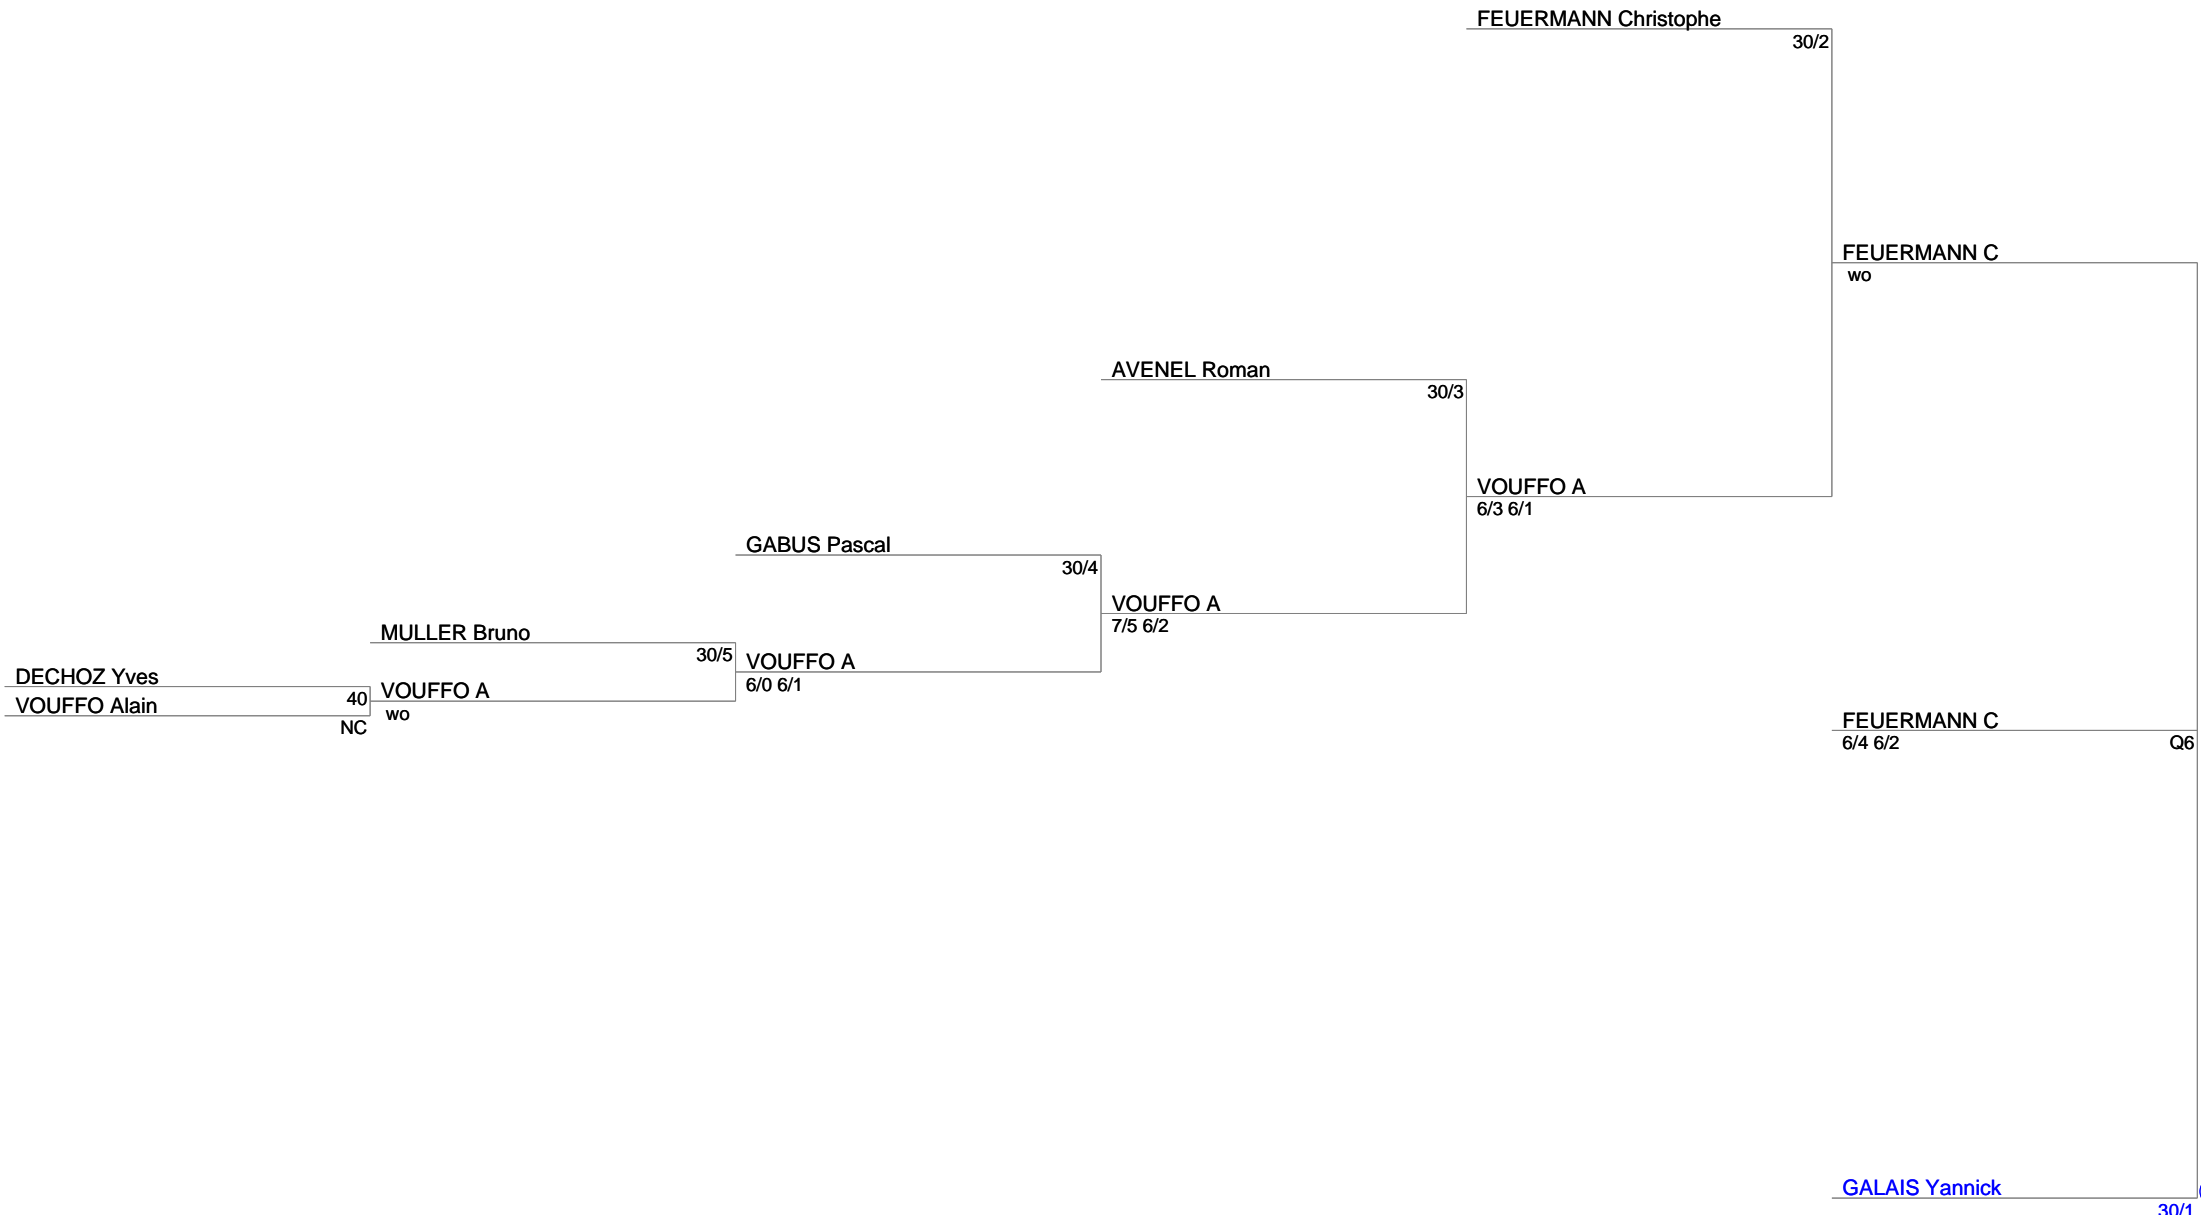 FEUERMANN Christophe
30/2
FEUERMANN C
wo
AVENEL Roman
30/3
VOUFFO A
6/3 6/1
GABUS Pascal
30/4
VOUFFO A
7/5 6/2
MULLER Bruno
30/5
VOUFFO A
6/0 6/1
DECHOZ Yves
40
VOUFFO A
wo
VOUFFO Alain
NC
FEUERMANN C
6/4 6/2
Q6
GALAIS Yannick
30/1